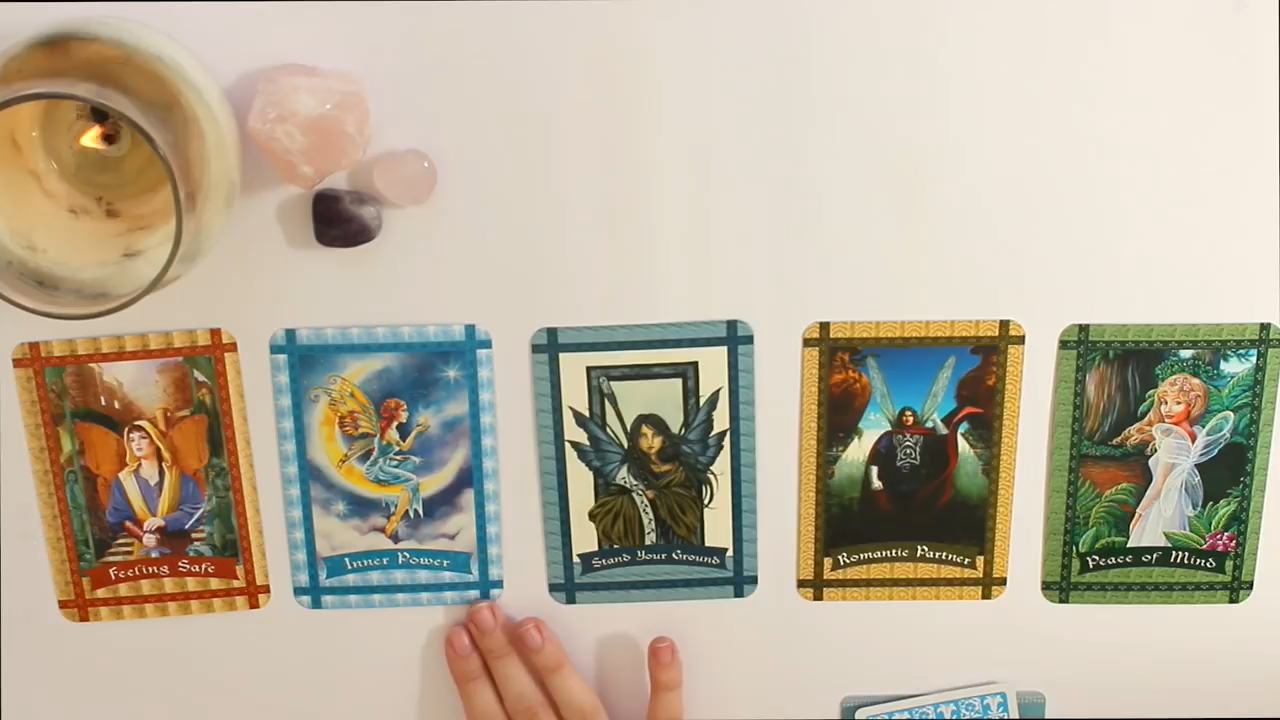 Feeling Safe
Inner Power
Stand Your Ground
Romantic Partner
Peace of Mind